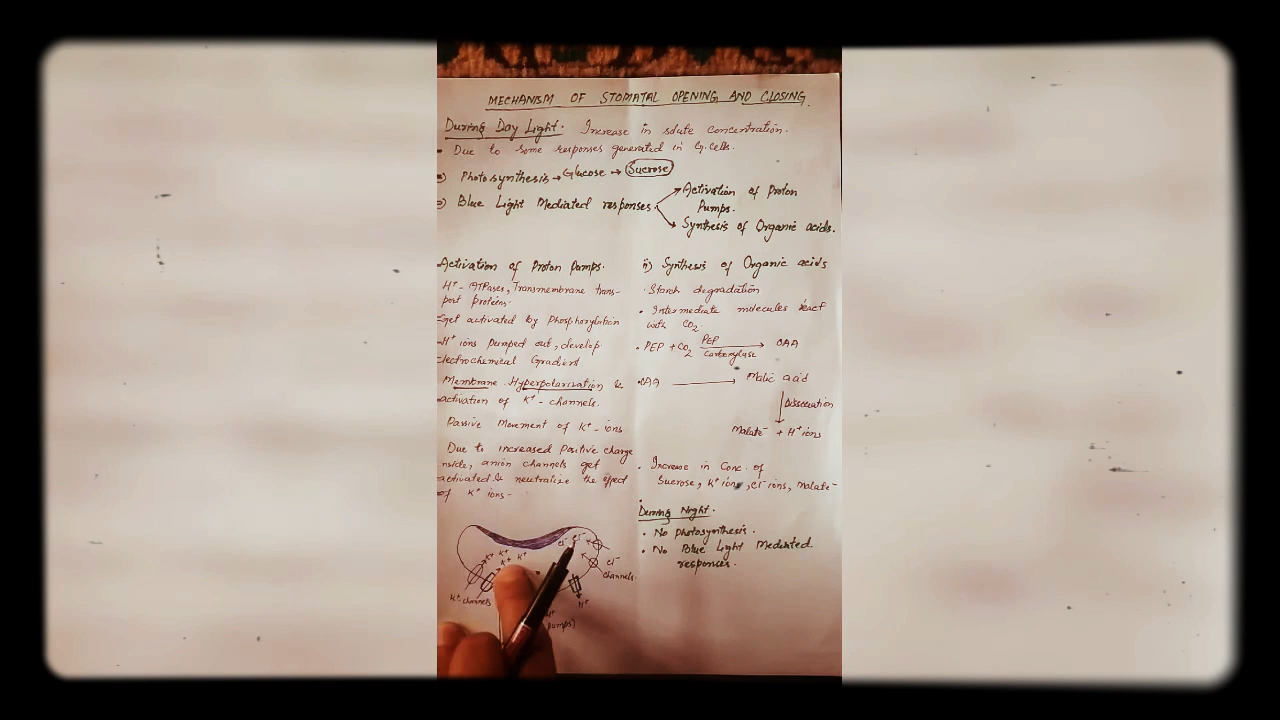 MECHANISM OF STOMATAL OPENING AND CLOSING
During Day Light. Increase in solute concentration.
Due to some responses generated in G. cells.
Photosynthesis → Glucose → Sucrose
Blue Light Mediated responses.
Activation of Proton
Pumps.
Synthesis of Organic acids.
Activation of Proton Pumps.
H⁺- ATPases, Transmembrane trans-
port proteins.
Get activated by Phosphorylation
H⁺ ions pumped out, develop
electrochemical Gradient
Membrane Hyperpolarization &
activation of K⁺- channels.
Passive Movement of K⁺- ions
Due to increased positive charge
inside, anion channels get
activated & neutralize the effect
of K⁺ ions-
ii) Synthesis of Organic acids
· Starch degradation
· Intermediate molecules react
with CO₂
· PEP + CO₂ PEP Carboxylase → OAA
·OAA → Malic acid
Dissociation
Malate⁻ + H⁺ ions
· Increase in Conc. of
Sucrose, K⁺ ions, Cl⁻ ions, Malate⁻
During Night.
· No photosynthesis.
· No Blue Light Mediated
responses.
K⁺ K⁺
K⁺ K⁺ K⁺
Cl⁻ Cl⁻
Cl⁻
channels
K⁺ channels
H⁺
H⁺
pumps)